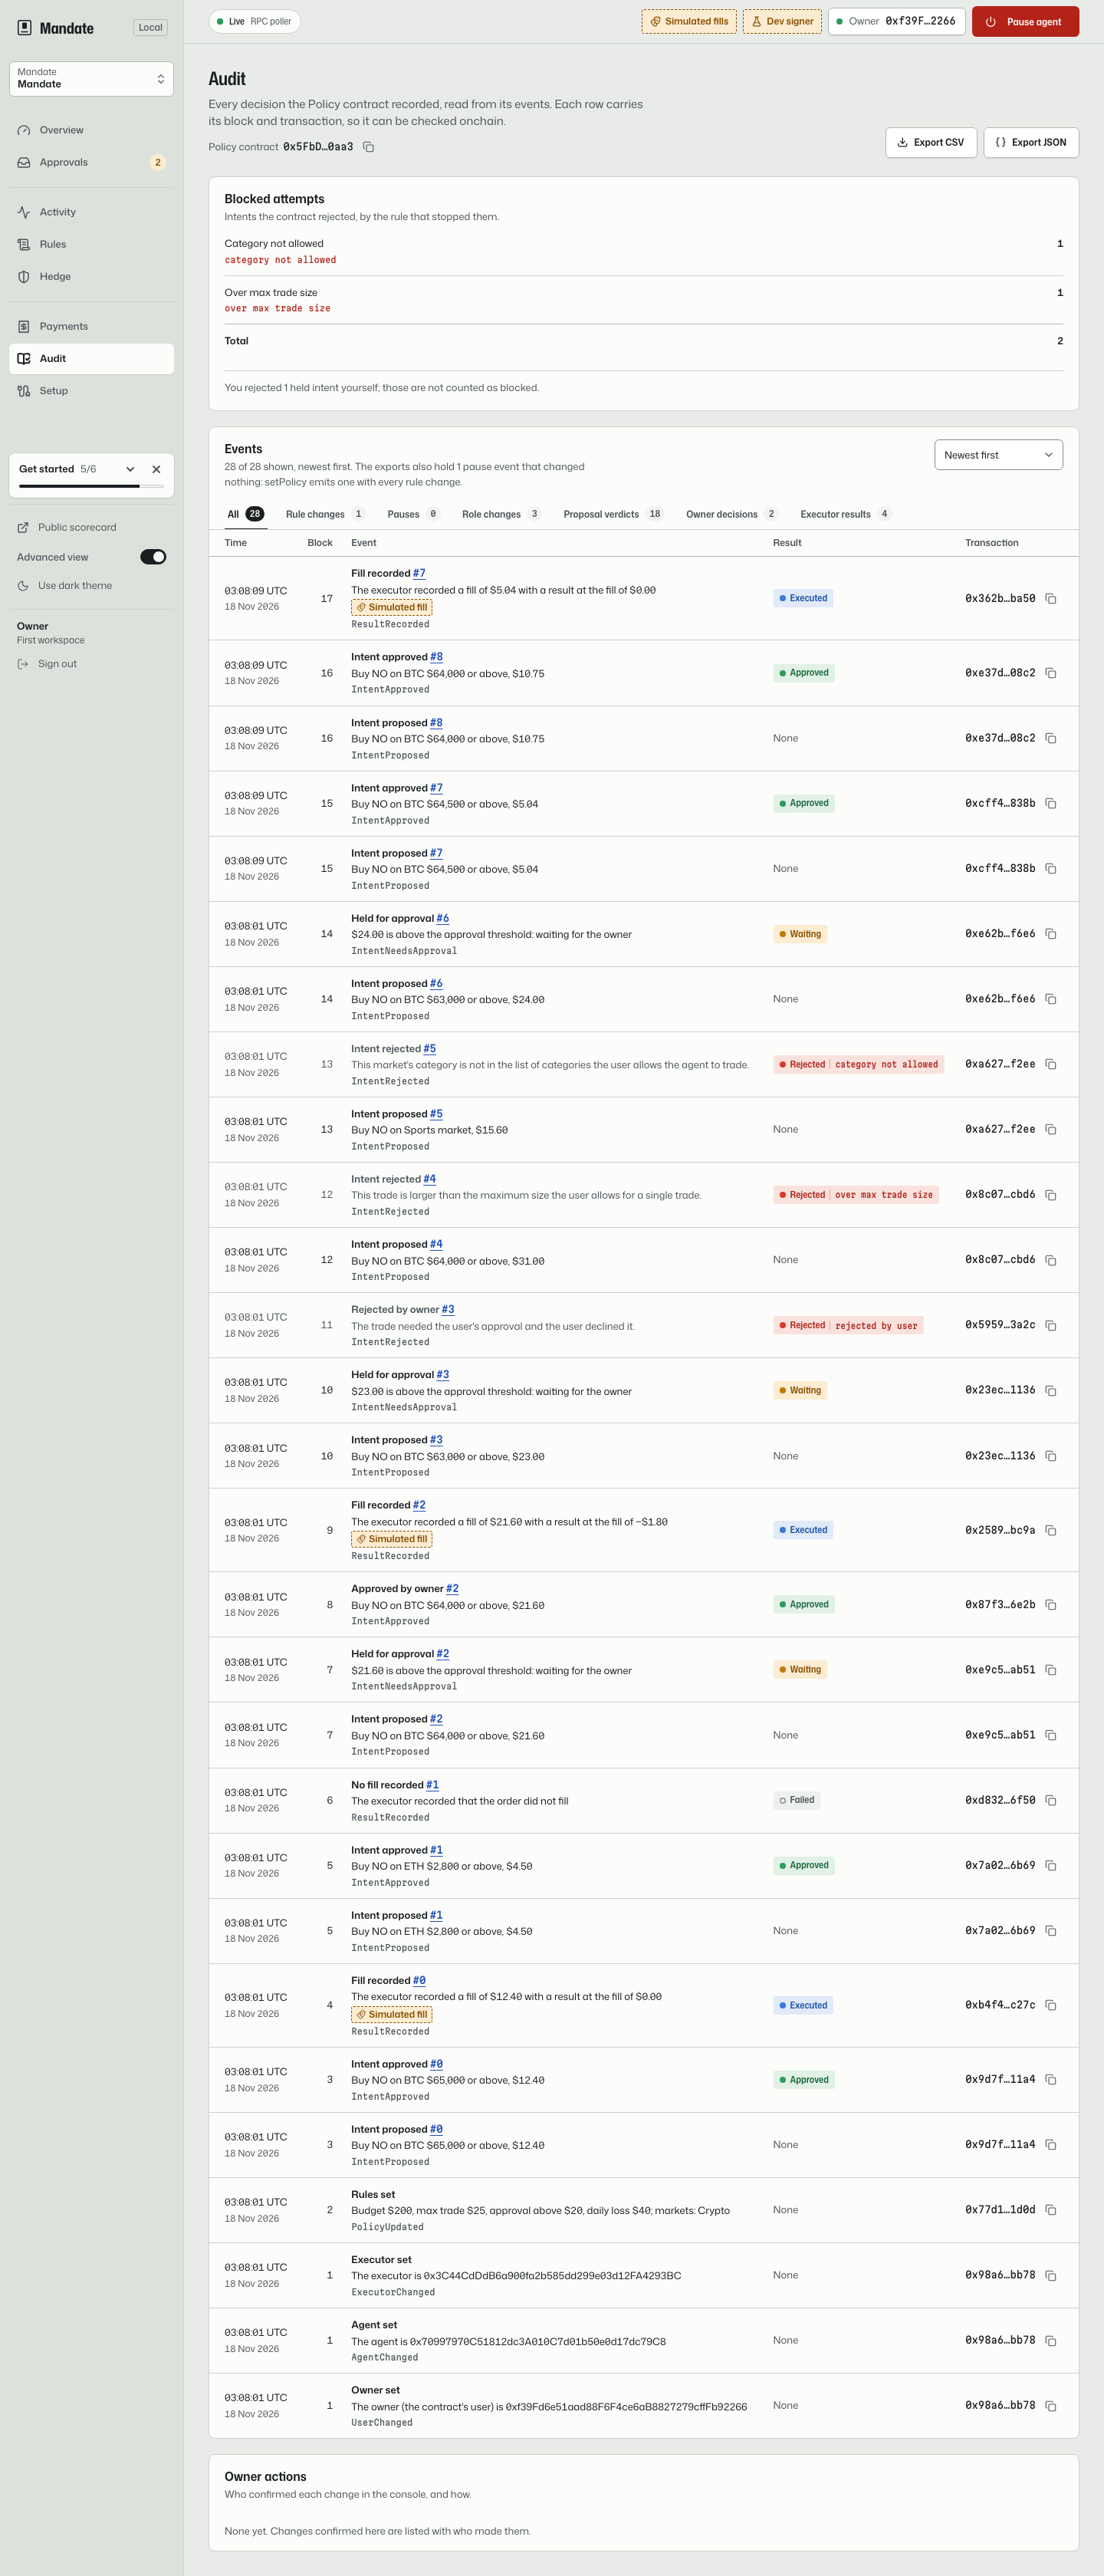 Mandate
Local
Mandate
Mandate
Overview
Approvals 2
Activity
Rules
Hedge
Payments
Audit
Setup
Get started 5/6
Public scorecard
Advanced view
Use dark theme
Owner
First workspace
Sign out
Live RPC poller
Simulated fills
Dev signer
Owner 0xf39F…2266
Pause agent
Audit
Every decision the Policy contract recorded, read from its events. Each row carries
its block and transaction, so it can be checked onchain.
Policy contract 0x5FbD…0aa3
Export CSV
Export JSON
Blocked attempts
Intents the contract rejected, by the rule that stopped them.
Category not allowed 1
category not allowed
Over max trade size 1
over max trade size
Total 2
You rejected 1 held intent yourself; those are not counted as blocked.
Events
28 of 28 shown, newest first. The exports also hold 1 pause event that changed
nothing: setPolicy emits one with every rule change.
Newest first
All 28 Rule changes 1 Pauses 0 Role changes 3 Proposal verdicts 18 Owner decisions 2 Executor results 4
Time Block Event Result Transaction
Fill recorded #7
03:08:09 UTC
18 Nov 2026
17
The executor recorded a fill of $5.04 with a result at the fill of $0.00
Simulated fill
ResultRecorded
Executed
0x362b…ba50
Intent approved #8
03:08:09 UTC
18 Nov 2026
16
Buy NO on BTC $64,000 or above, $10.75
IntentApproved
Approved
0xe37d…08c2
Intent proposed #8
03:08:09 UTC
18 Nov 2026
16
Buy NO on BTC $64,000 or above, $10.75
IntentProposed
None
0xe37d…08c2
Intent approved #7
03:08:09 UTC
18 Nov 2026
15
Buy NO on BTC $64,500 or above, $5.04
IntentApproved
Approved
0xcff4…838b
Intent proposed #7
03:08:09 UTC
18 Nov 2026
15
Buy NO on BTC $64,500 or above, $5.04
IntentProposed
None
0xcff4…838b
Held for approval #6
03:08:01 UTC
18 Nov 2026
14
$24.00 is above the approval threshold: waiting for the owner
IntentNeedsApproval
Waiting
0xe62b…f6e6
Intent proposed #6
03:08:01 UTC
18 Nov 2026
14
Buy NO on BTC $63,000 or above, $24.00
IntentProposed
None
0xe62b…f6e6
Intent rejected #5
03:08:01 UTC
18 Nov 2026
13
This market's category is not in the list of categories the user allows the agent to trade.
IntentRejected
Rejected category not allowed
0xa627…f2ee
Intent proposed #5
03:08:01 UTC
18 Nov 2026
13
Buy NO on Sports market, $15.60
IntentProposed
None
0xa627…f2ee
Intent rejected #4
03:08:01 UTC
18 Nov 2026
12
This trade is larger than the maximum size the user allows for a single trade.
IntentRejected
Rejected over max trade size
0x8c07…cbd6
Intent proposed #4
03:08:01 UTC
18 Nov 2026
12
Buy NO on BTC $64,000 or above, $31.00
IntentProposed
None
0x8c07…cbd6
Rejected by owner #3
03:08:01 UTC
18 Nov 2026
11
The trade needed the user's approval and the user declined it.
IntentRejected
Rejected rejected by user
0x5959…3a2c
Held for approval #3
03:08:01 UTC
18 Nov 2026
10
$23.00 is above the approval threshold: waiting for the owner
IntentNeedsApproval
Waiting
0x23ec…1136
Intent proposed #3
03:08:01 UTC
18 Nov 2026
10
Buy NO on BTC $63,000 or above, $23.00
IntentProposed
None
0x23ec…1136
Fill recorded #2
03:08:01 UTC
18 Nov 2026
9
The executor recorded a fill of $21.60 with a result at the fill of −$1.80
Simulated fill
ResultRecorded
Executed
0x2589…bc9a
Approved by owner #2
03:08:01 UTC
18 Nov 2026
8
Buy NO on BTC $64,000 or above, $21.60
IntentApproved
Approved
0x87f3…6e2b
Held for approval #2
03:08:01 UTC
18 Nov 2026
7
$21.60 is above the approval threshold: waiting for the owner
IntentNeedsApproval
Waiting
0xe9c5…ab51
Intent proposed #2
03:08:01 UTC
18 Nov 2026
7
Buy NO on BTC $64,000 or above, $21.60
IntentProposed
None
0xe9c5…ab51
No fill recorded #1
03:08:01 UTC
18 Nov 2026
6
The executor recorded that the order did not fill
ResultRecorded
Failed
0xd832…6f50
Intent approved #1
03:08:01 UTC
18 Nov 2026
5
Buy NO on ETH $2,800 or above, $4.50
IntentApproved
Approved
0x7a02…6b69
Intent proposed #1
03:08:01 UTC
18 Nov 2026
5
Buy NO on ETH $2,800 or above, $4.50
IntentProposed
None
0x7a02…6b69
Fill recorded #0
03:08:01 UTC
18 Nov 2026
4
The executor recorded a fill of $12.40 with a result at the fill of $0.00
Simulated fill
ResultRecorded
Executed
0xb4f4…c27c
Intent approved #0
03:08:01 UTC
18 Nov 2026
3
Buy NO on BTC $65,000 or above, $12.40
IntentApproved
Approved
0x9d7f…11a4
Intent proposed #0
03:08:01 UTC
18 Nov 2026
3
Buy NO on BTC $65,000 or above, $12.40
IntentProposed
None
0x9d7f…11a4
Rules set
03:08:01 UTC
18 Nov 2026
2
Budget $200, max trade $25, approval above $20, daily loss $40; markets: Crypto
PolicyUpdated
None
0x77d1…1d0d
Executor set
03:08:01 UTC
18 Nov 2026
1
The executor is 0x3C44CdDdB6a900fa2b585dd299e03d12FA4293BC
ExecutorChanged
None
0x98a6…bb78
Agent set
03:08:01 UTC
18 Nov 2026
1
The agent is 0x70997970C51812dc3A010C7d01b50e0d17dc79C8
AgentChanged
None
0x98a6…bb78
Owner set
03:08:01 UTC
18 Nov 2026
1
The owner (the contract's user) is 0xf39Fd6e51aad88F6F4ce6aB8827279cffFb92266
UserChanged
None
0x98a6…bb78
Owner actions
Who confirmed each change in the console, and how.
None yet. Changes confirmed here are listed with who made them.